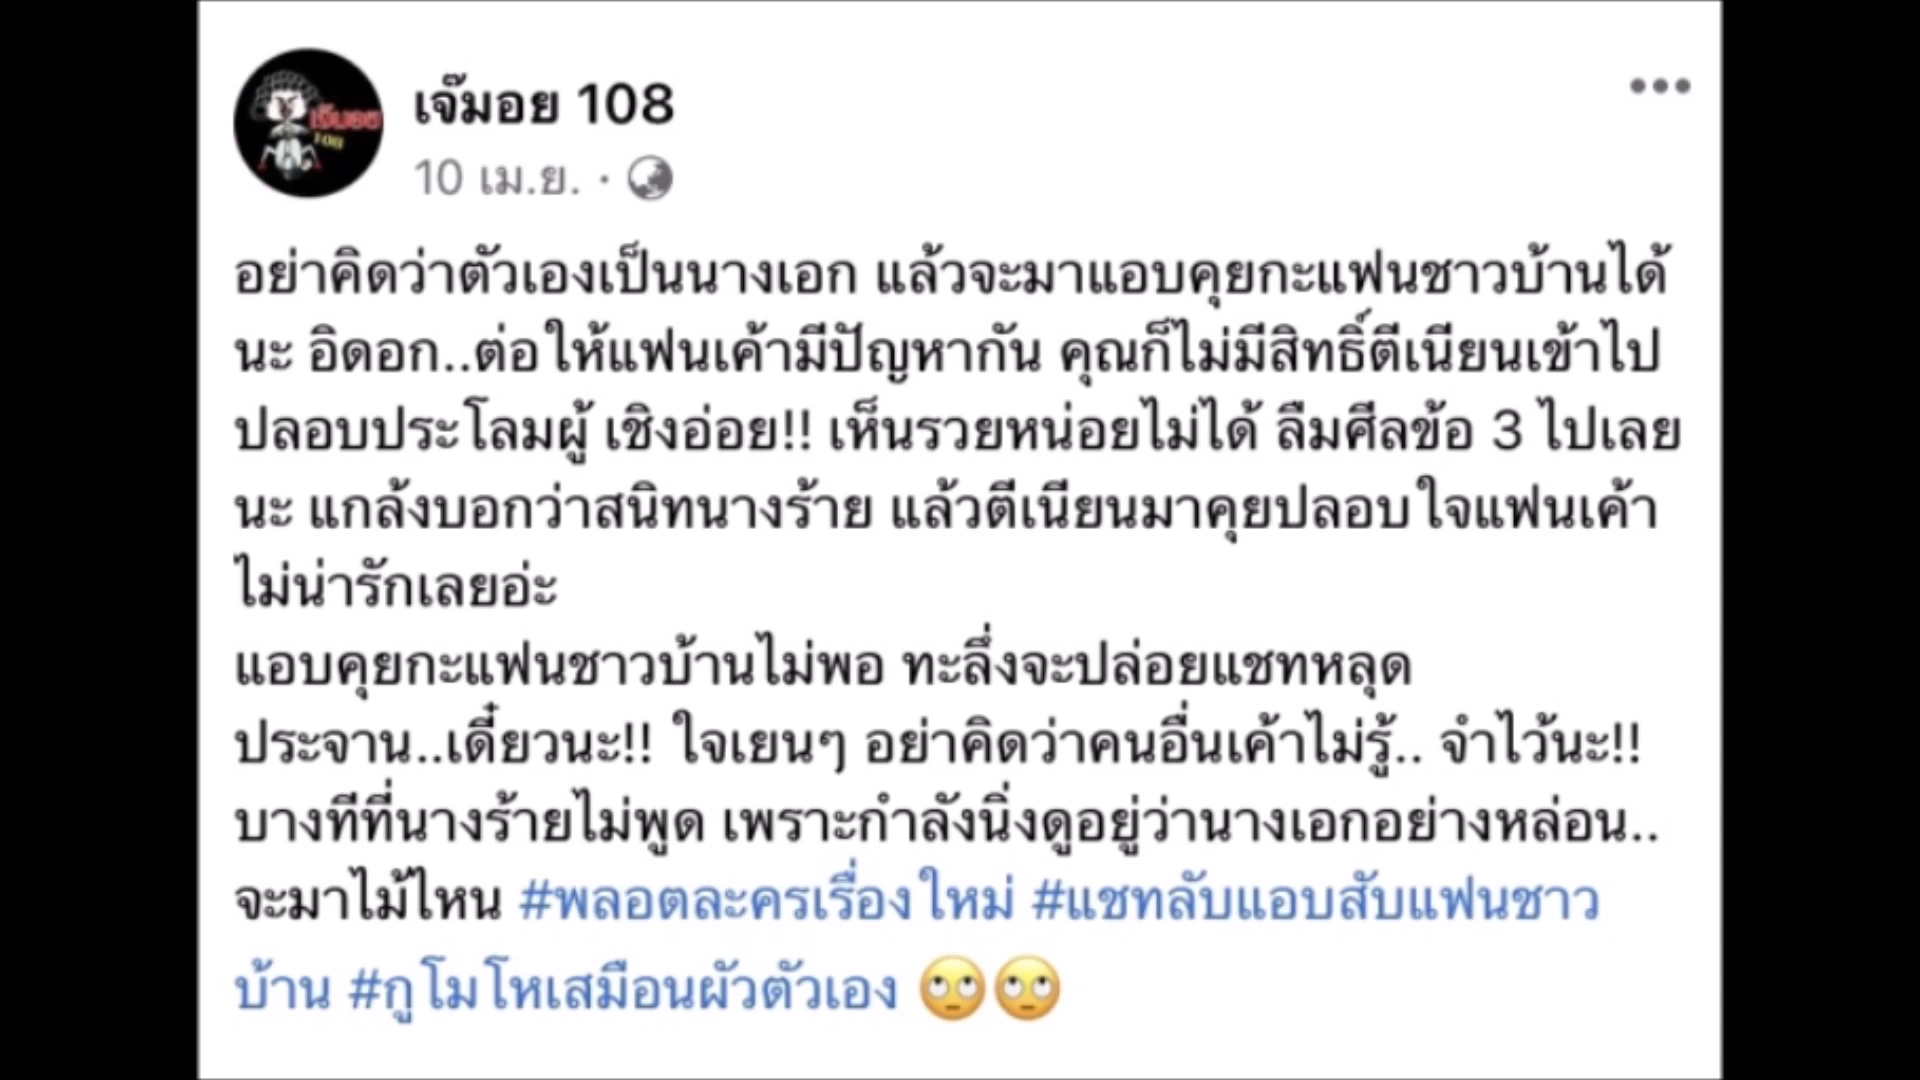 เจ๊มอย 108
เจ๊มอย
108
10 เม.ย. ·
อย่าคิดว่าตัวเองเป็นนางเอก แล้วจะมาแอบคุยกะแฟนชาวบ้านได้
นะ อิดอก..ต่อให้แฟนเค้ามีปัญหากัน คุณก็ไม่มีสิทธิ์ตีเนียนเข้าไป
ปลอบประโลมผู้ เชิงอ่อย!! เห็นรวยหน่อยไม่ได้ ลืมศีลข้อ 3 ไปเลย
นะ แกล้งบอกว่าสนิทนางร้าย แล้วตีเนียนมาคุยปลอบใจแฟนเค้า
ไม่น่ารักเลยอ่ะ
แอบคุยกะแฟนชาวบ้านไม่พอ ทะลึ่งจะปล่อยแชทหลุด
ประจาน..เดี๋ยวนะ!! ใจเยนๆ อย่าคิดว่าคนอื่นเค้าไม่รู้.. จำไว้นะ!!
บางทีที่นางร้ายไม่พูด เพราะกำลังนิ่งดูอยู่ว่านางเอกอย่างหล่อน..
จะมาไม้ไหน #พลอตละครเรื่องใหม่ #แชทลับแอบสับแฟนชาว
บ้าน #กูโมโหเสมือนผัวตัวเอง 🙄🙄